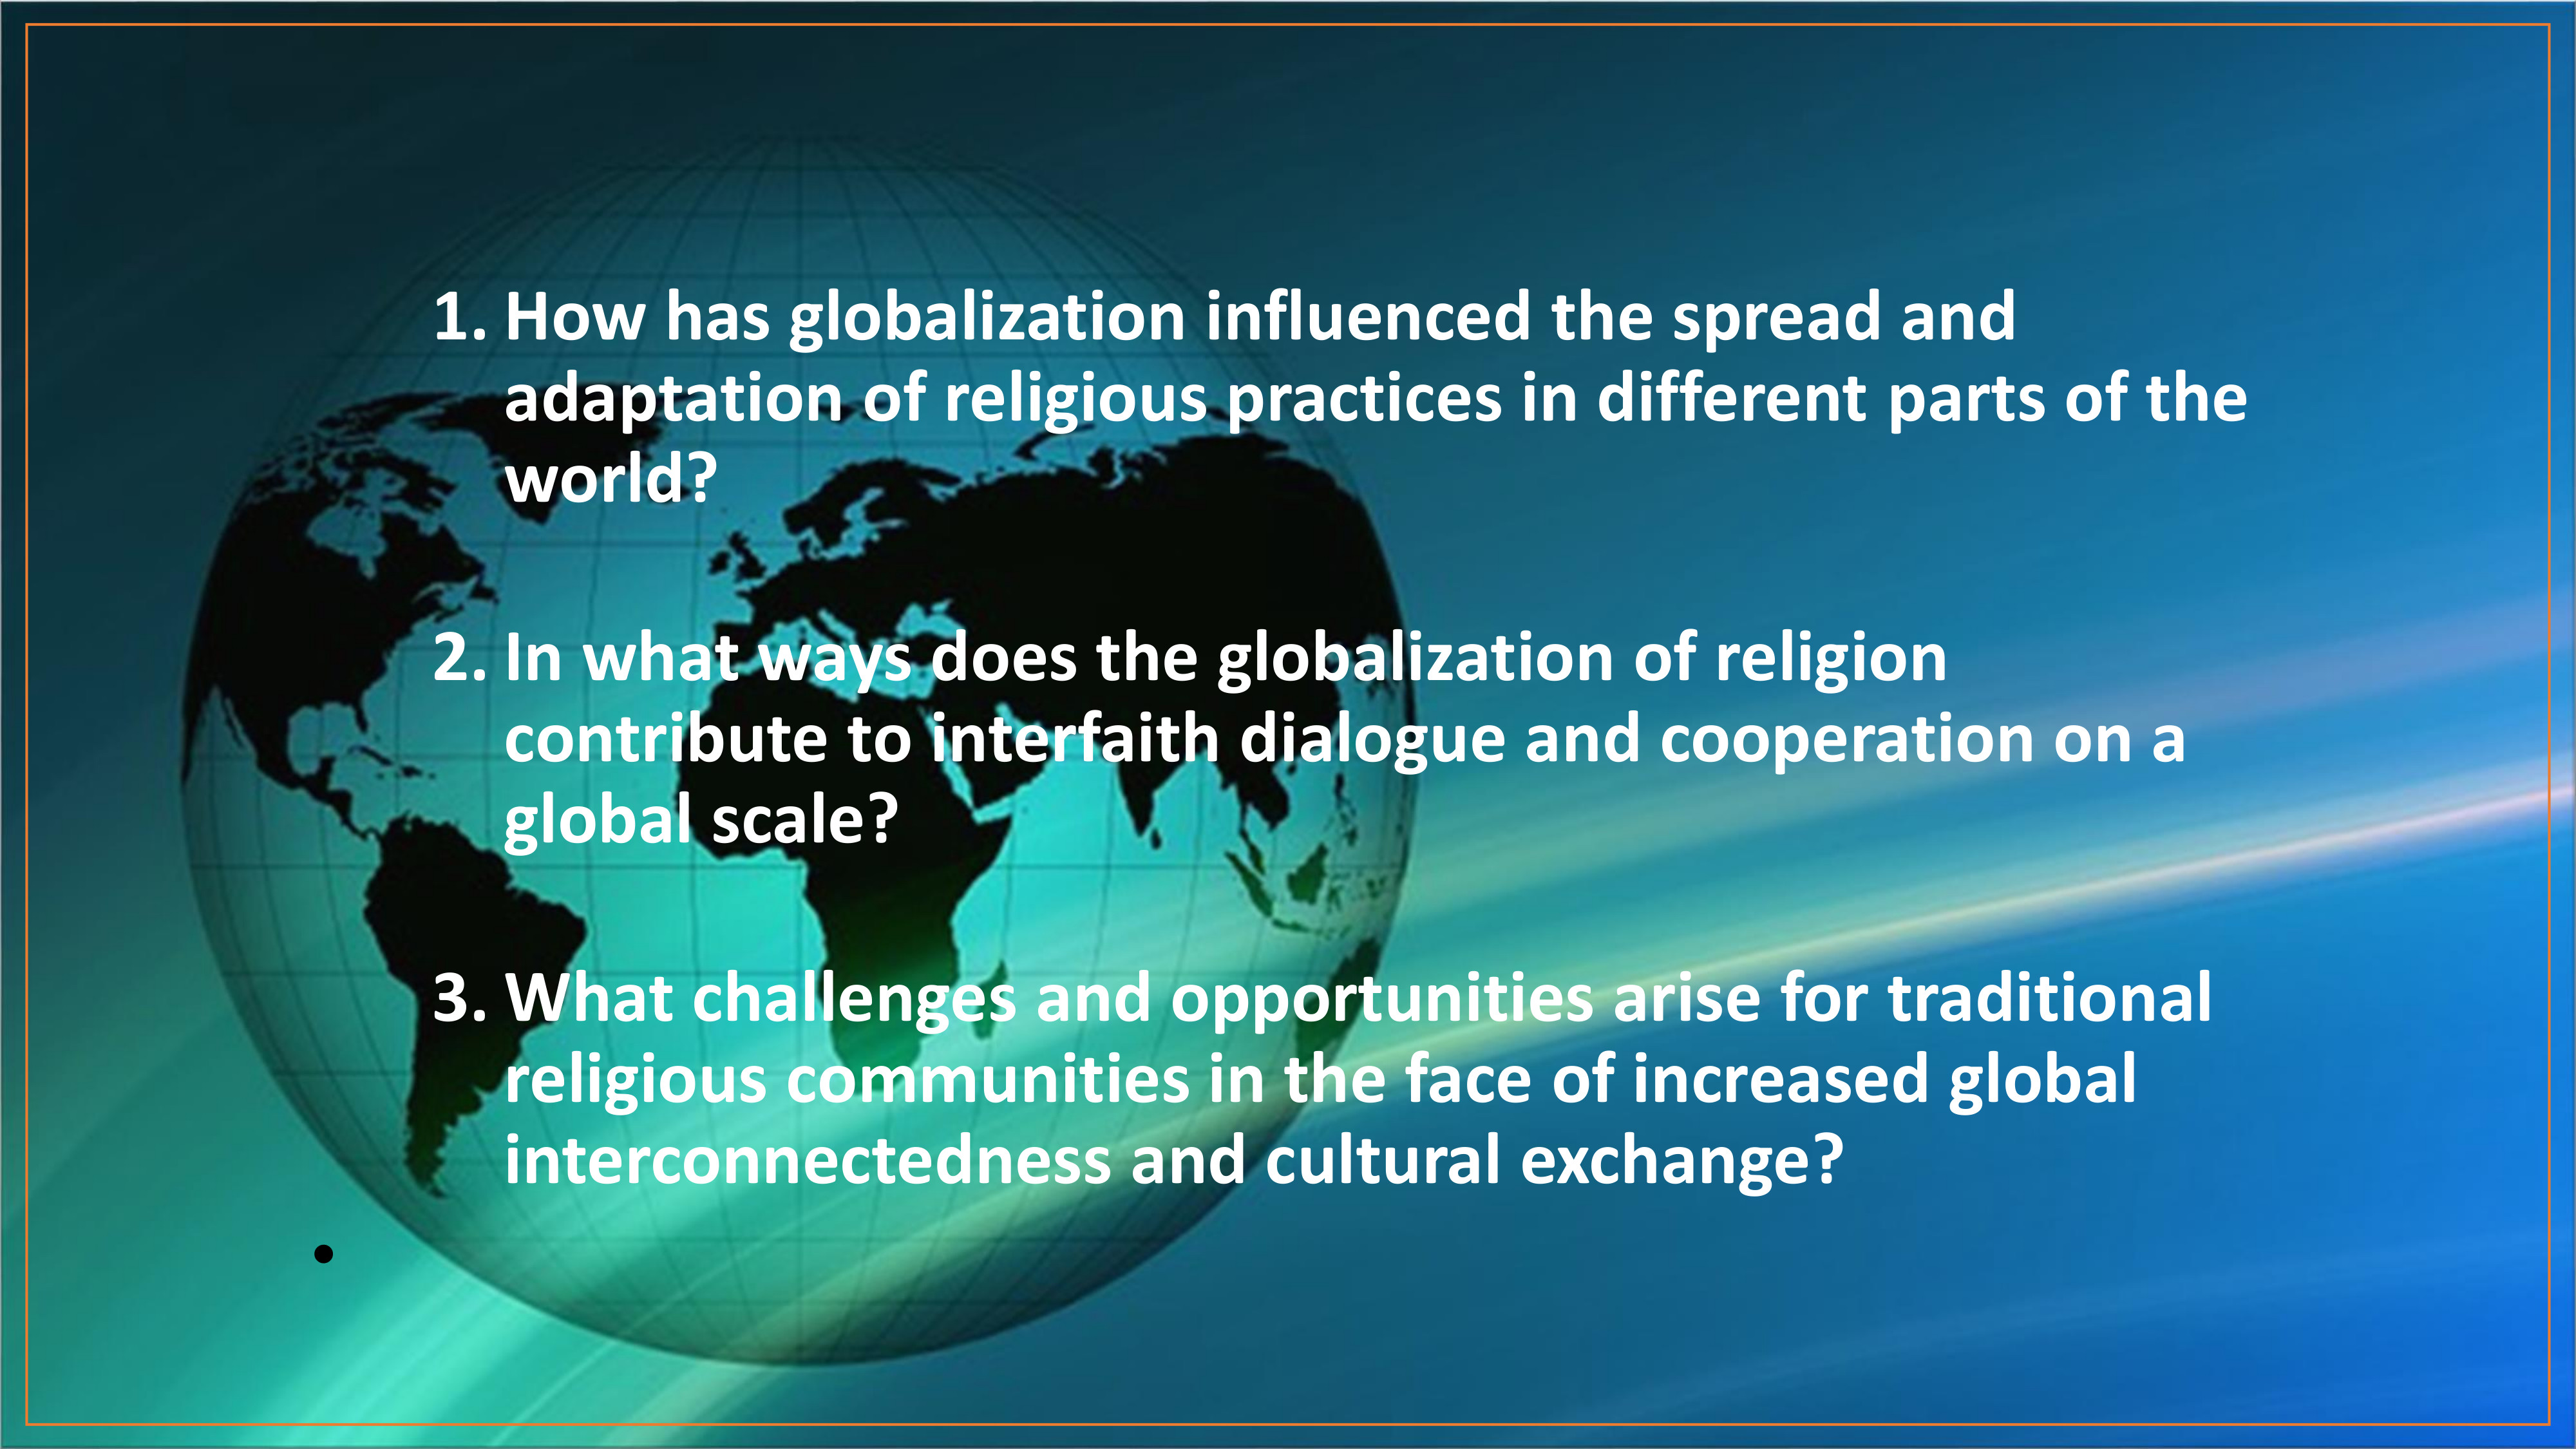 1. How has globalization influenced the spread and
adaptation of religious practices in different parts of the
world?
2. In what ways does the globalization of religion
contribute to interfaith dialogue and cooperation on a
global scale?
3. What challenges and opportunities arise for traditional
religious communities in the face of increased global
interconnectedness and cultural exchange?
•